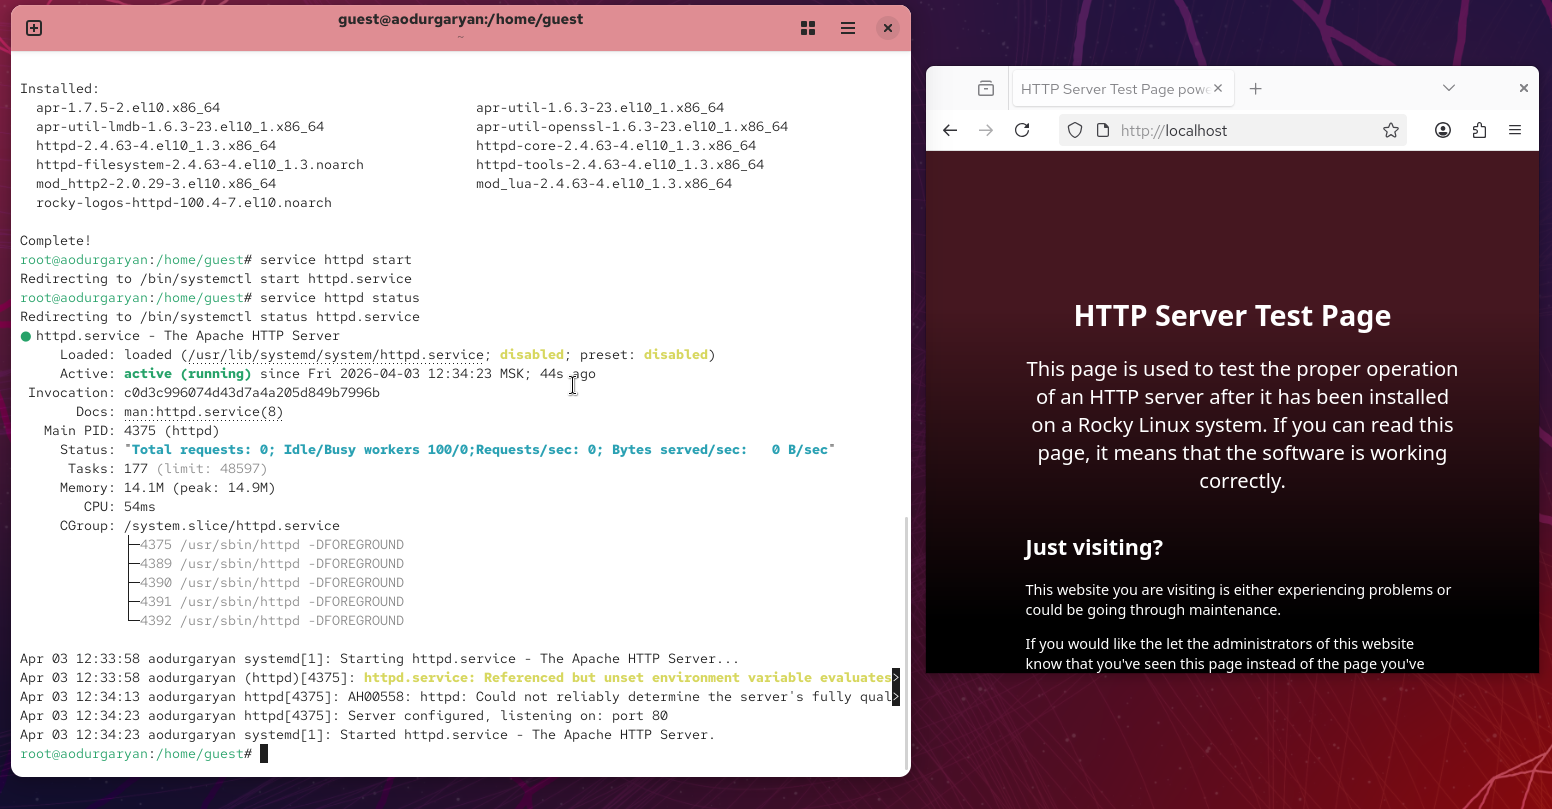 guest@aodurgaryan:/home/guest
~
Installed:
apr-1.7.5-2.el10.x86_64 apr-util-1.6.3-23.el10_1.x86_64
apr-util-lmdb-1.6.3-23.el10_1.x86_64 apr-util-openssl-1.6.3-23.el10_1.x86_64
httpd-2.4.63-4.el10_1.3.x86_64 httpd-core-2.4.63-4.el10_1.3.x86_64
httpd-filesystem-2.4.63-4.el10_1.3.noarch httpd-tools-2.4.63-4.el10_1.3.x86_64
mod_http2-2.0.29-3.el10.x86_64 mod_lua-2.4.63-4.el10_1.3.x86_64
rocky-logos-httpd-100.4-7.el10.noarch
Complete!
root@aodurgaryan:/home/guest# service httpd start
Redirecting to /bin/systemctl start httpd.service
root@aodurgaryan:/home/guest# service httpd status
Redirecting to /bin/systemctl status httpd.service
● httpd.service - The Apache HTTP Server
Loaded: loaded (/usr/lib/systemd/system/httpd.service; disabled; preset: disabled)
Active: active (running) since Fri 2026-04-03 12:34:23 MSK; 44s ago
Invocation: c0d3c996074d43d7a4a205d849b7996b
Docs: man:httpd.service(8)
Main PID: 4375 (httpd)
Status: "Total requests: 0; Idle/Busy workers 100/0;Requests/sec: 0; Bytes served/sec:   0 B/sec"
Tasks: 177 (limit: 48597)
Memory: 14.1M (peak: 14.9M)
CPU: 54ms
CGroup: /system.slice/httpd.service
├─4375 /usr/sbin/httpd -DFOREGROUND
├─4389 /usr/sbin/httpd -DFOREGROUND
├─4390 /usr/sbin/httpd -DFOREGROUND
├─4391 /usr/sbin/httpd -DFOREGROUND
└─4392 /usr/sbin/httpd -DFOREGROUND
Apr 03 12:33:58 aodurgaryan systemd[1]: Starting httpd.service - The Apache HTTP Server...
Apr 03 12:33:58 aodurgaryan (httpd)[4375]: httpd.service: Referenced but unset environment variable evaluates>
Apr 03 12:34:13 aodurgaryan httpd[4375]: AH00558: httpd: Could not reliably determine the server's fully qual>
Apr 03 12:34:23 aodurgaryan httpd[4375]: Server configured, listening on: port 80
Apr 03 12:34:23 aodurgaryan systemd[1]: Started httpd.service - The Apache HTTP Server.
root@aodurgaryan:/home/guest#
HTTP Server Test Page powe
http://localhost
HTTP Server Test Page
This page is used to test the proper operation
of an HTTP server after it has been installed
on a Rocky Linux system. If you can read this
page, it means that the software is working
correctly.
Just visiting?
This website you are visiting is either experiencing problems or
could be going through maintenance.
If you would like the let the administrators of this website
know that you've seen this page instead of the page you've